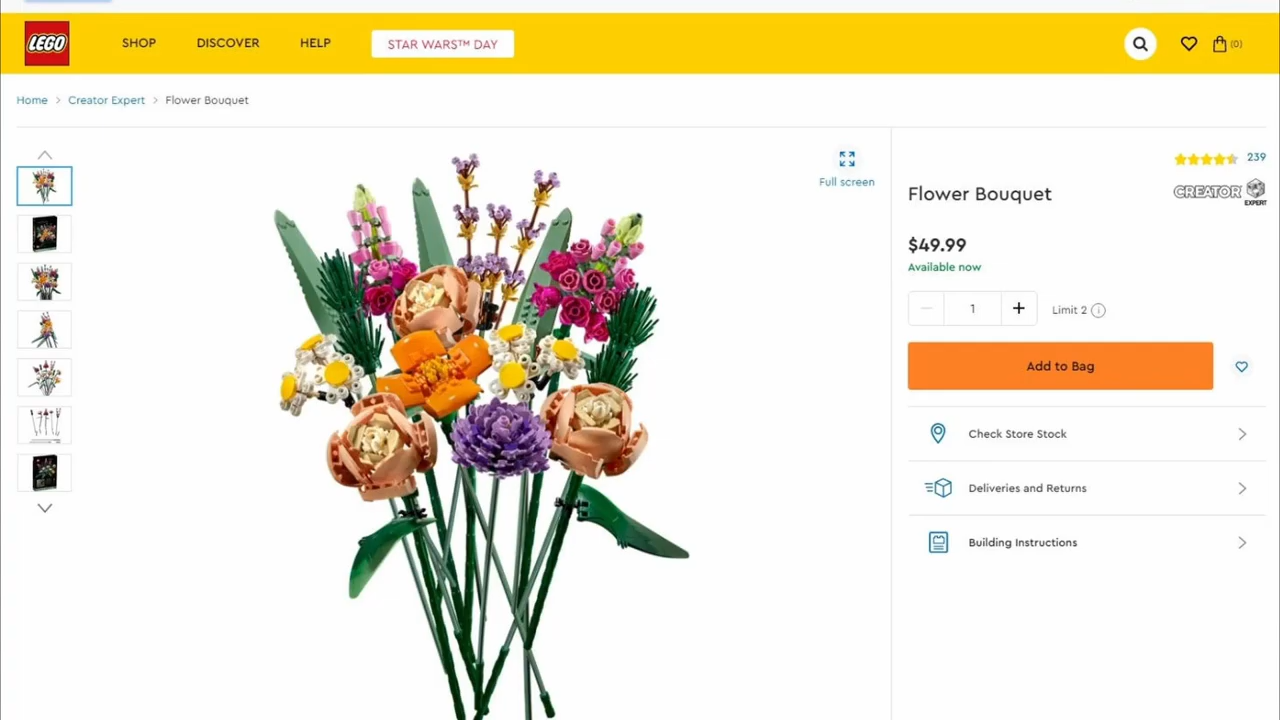 LEGO
SHOP
DISCOVER
HELP
STAR WARS™ DAY
(0)
Home > Creator Expert > Flower Bouquet
Full screen
239
Flower Bouquet
CREATOR
EXPERT
$49.99
Available now
1
Limit 2
Add to Bag
Check Store Stock
Deliveries and Returns
Building Instructions